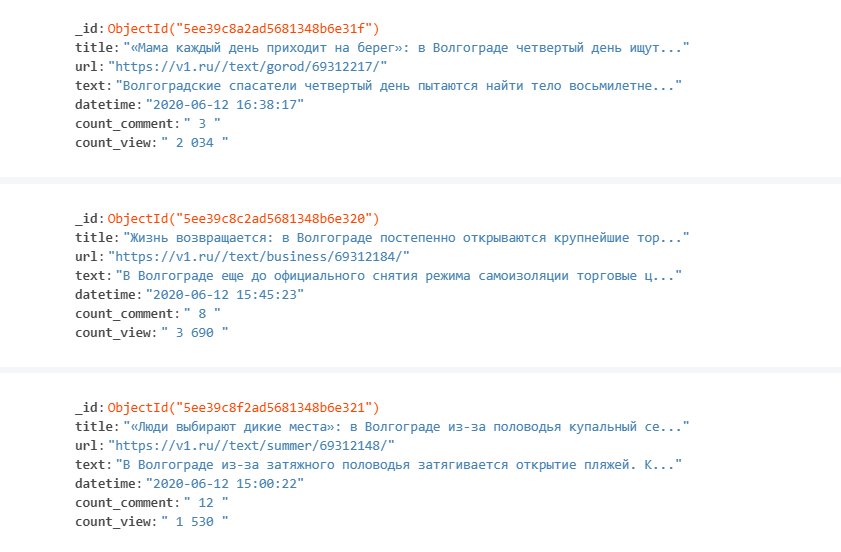 _id: ObjectId("5ee39c8a2ad5681348b6e31f")
title: "«Мама каждый день приходит на берег»: в Волгограде четвертый день ищут..."
url: "https://v1.ru//text/gorod/69312217/"
text: "Волгоградские спасатели четвертый день пытаются найти тело восьмилетне..."
datetime: "2020-06-12 16:38:17"
count_comment: " 3 "
count_view: " 2 034 "
_id: ObjectId("5ee39c8c2ad5681348b6e320")
title: "Жизнь возвращается: в Волгограде постепенно открываются крупнейшие тор..."
url: "https://v1.ru//text/business/69312184/"
text: "В Волгограде еще до официального снятия режима самоизоляции торговые ц..."
datetime: "2020-06-12 15:45:23"
count_comment: " 8 "
count_view: " 3 690 "
_id: ObjectId("5ee39c8f2ad5681348b6e321")
title: "«Люди выбирают дикие места»: в Волгограде из-за половодья купальный се..."
url: "https://v1.ru//text/summer/69312148/"
text: "В Волгограде из-за затяжного половодья затягивается открытие пляжей. К..."
datetime: "2020-06-12 15:00:22"
count_comment: " 12 "
count_view: " 1 530 "